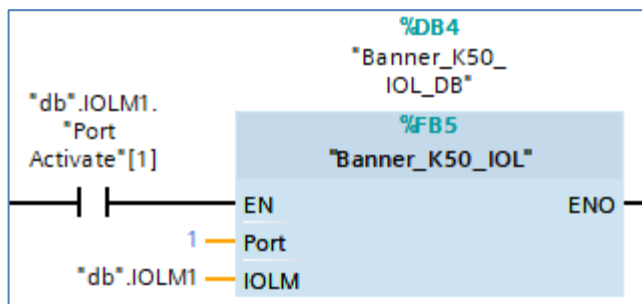 %DB4
"Banner_K50_
IOL_DB"
"db".IOLM1.
"Port
Activate"[1]
%FB5
"Banner_K50_IOL"
EN
ENO
1
Port
"db".IOLM1
IOLM